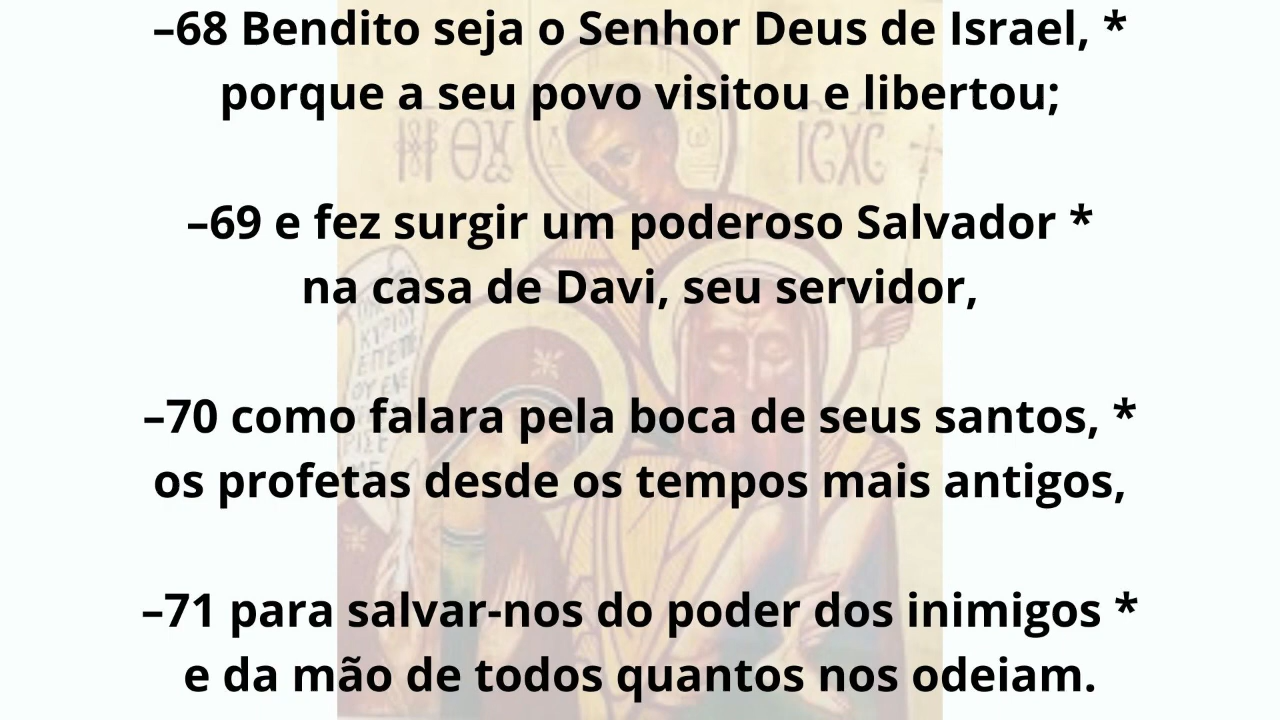 –68 Bendito seja o Senhor Deus de Israel, *
porque a seu povo visitou e libertou;
–69 e fez surgir um poderoso Salvador *
na casa de Davi, seu servidor,
–70 como falara pela boca de seus santos, *
os profetas desde os tempos mais antigos,
–71 para salvar-nos do poder dos inimigos *
e da mão de todos quantos nos odeiam.